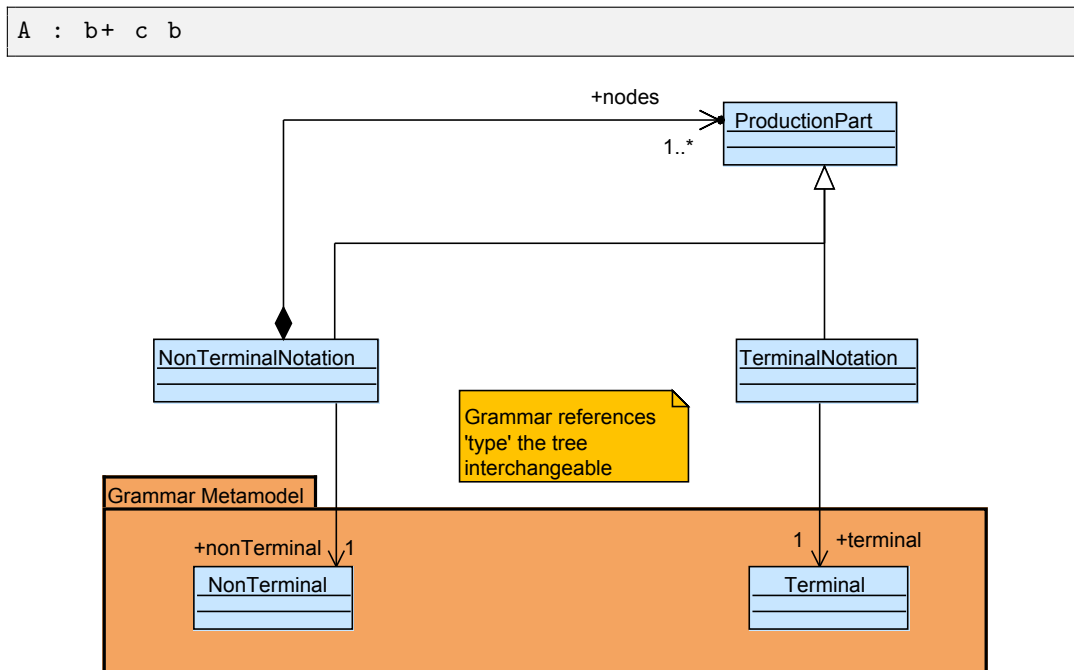 A : b+ c b
+nodes
ProductionPart
1..*
NonTerminalNotation
TerminalNotation
Grammar references
'type' the tree
interchangeable
Grammar Metamodel
+nonTerminal 1
1 +terminal
NonTerminal
Terminal